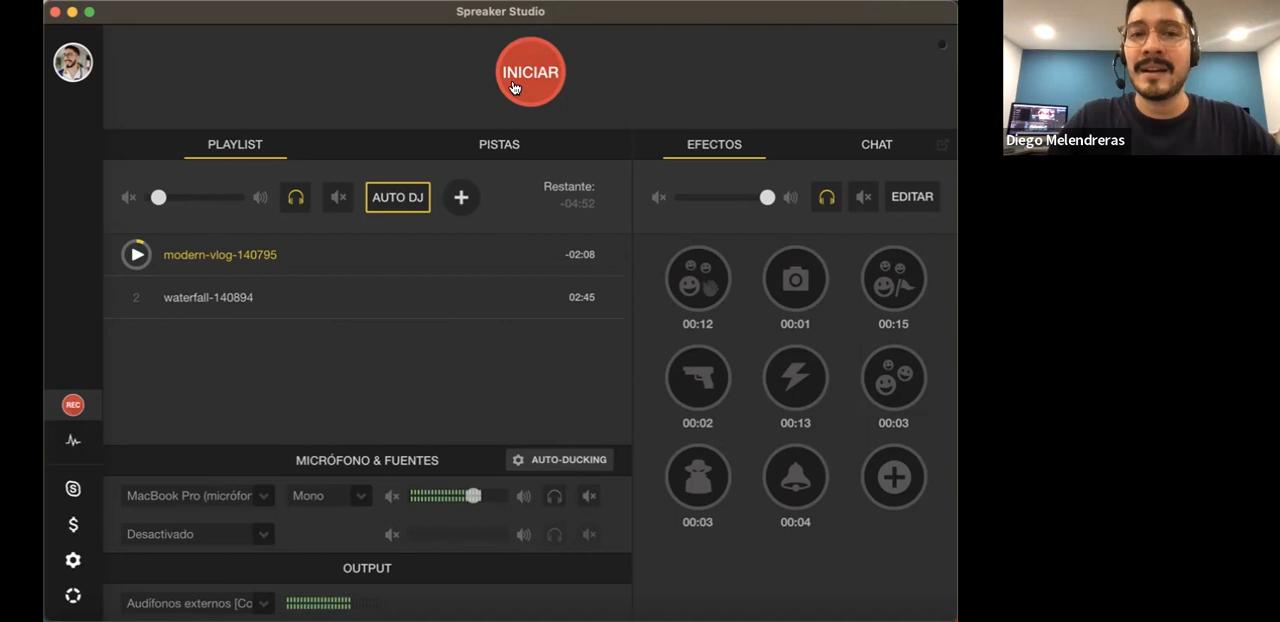 Spreaker Studio
INICIAR
PLAYLIST PISTAS EFECTOS CHAT
AUTO DJ
Restante:
-04:52
EDITAR
modern-vlog-140795 -02:08
2 waterfall-140894 02:45
00:12 00:01 00:15
00:02 00:13 00:03
00:03 00:04
REC
MICRÓFONO & FUENTES AUTO-DUCKING
MacBook Pro (micrófor Mono
Desactivado
OUTPUT
Audífonos externos [Co
Diego Melendreras